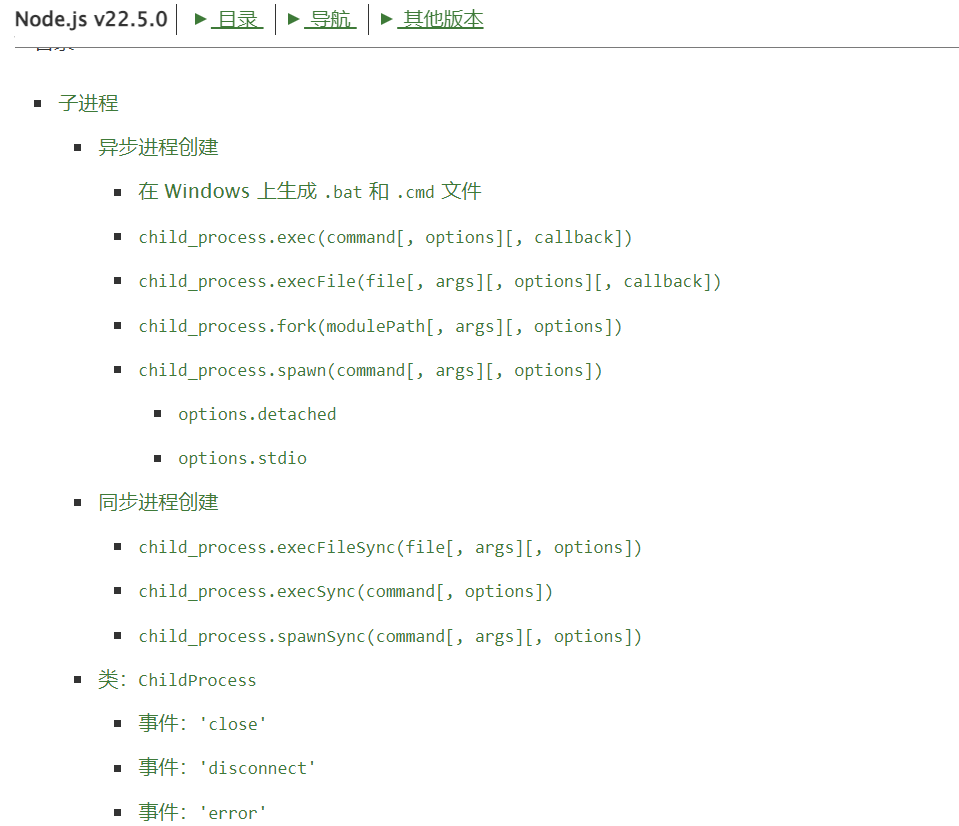 Node.js v22.5.0 ► 目录 ► 导航 ► 其他版本
子进程
异步进程创建
在 Windows 上生成 .bat 和 .cmd 文件
child_process.exec(command[, options][, callback])
child_process.execFile(file[, args][, options][, callback])
child_process.fork(modulePath[, args][, options])
child_process.spawn(command[, args][, options])
options.detached
options.stdio
同步进程创建
child_process.execFileSync(file[, args][, options])
child_process.execSync(command[, options])
child_process.spawnSync(command[, args][, options])
类：ChildProcess
事件：'close'
事件：'disconnect'
事件：'error'